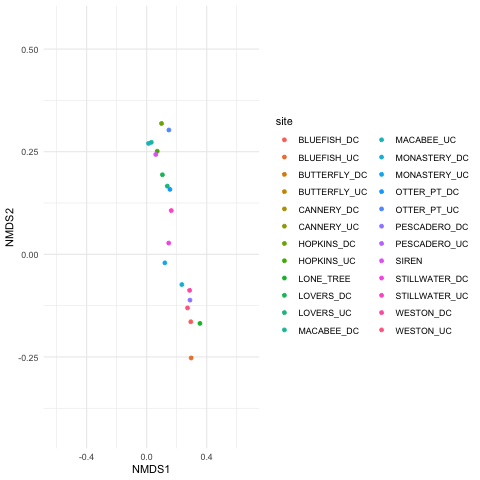 0.50
0.25
0.00
-0.25
NMDS2
-0.4
0.0
0.4
NMDS1
site
BLUEFISH_DC
BLUEFISH_UC
BUTTERFLY_DC
BUTTERFLY_UC
CANNERY_DC
CANNERY_UC
HOPKINS_DC
HOPKINS_UC
LONE_TREE
LOVERS_DC
LOVERS_UC
MACABEE_DC
MACABEE_UC
MONASTERY_DC
MONASTERY_UC
OTTER_PT_DC
OTTER_PT_UC
PESCADERO_DC
PESCADERO_UC
SIREN
STILLWATER_DC
STILLWATER_UC
WESTON_DC
WESTON_UC